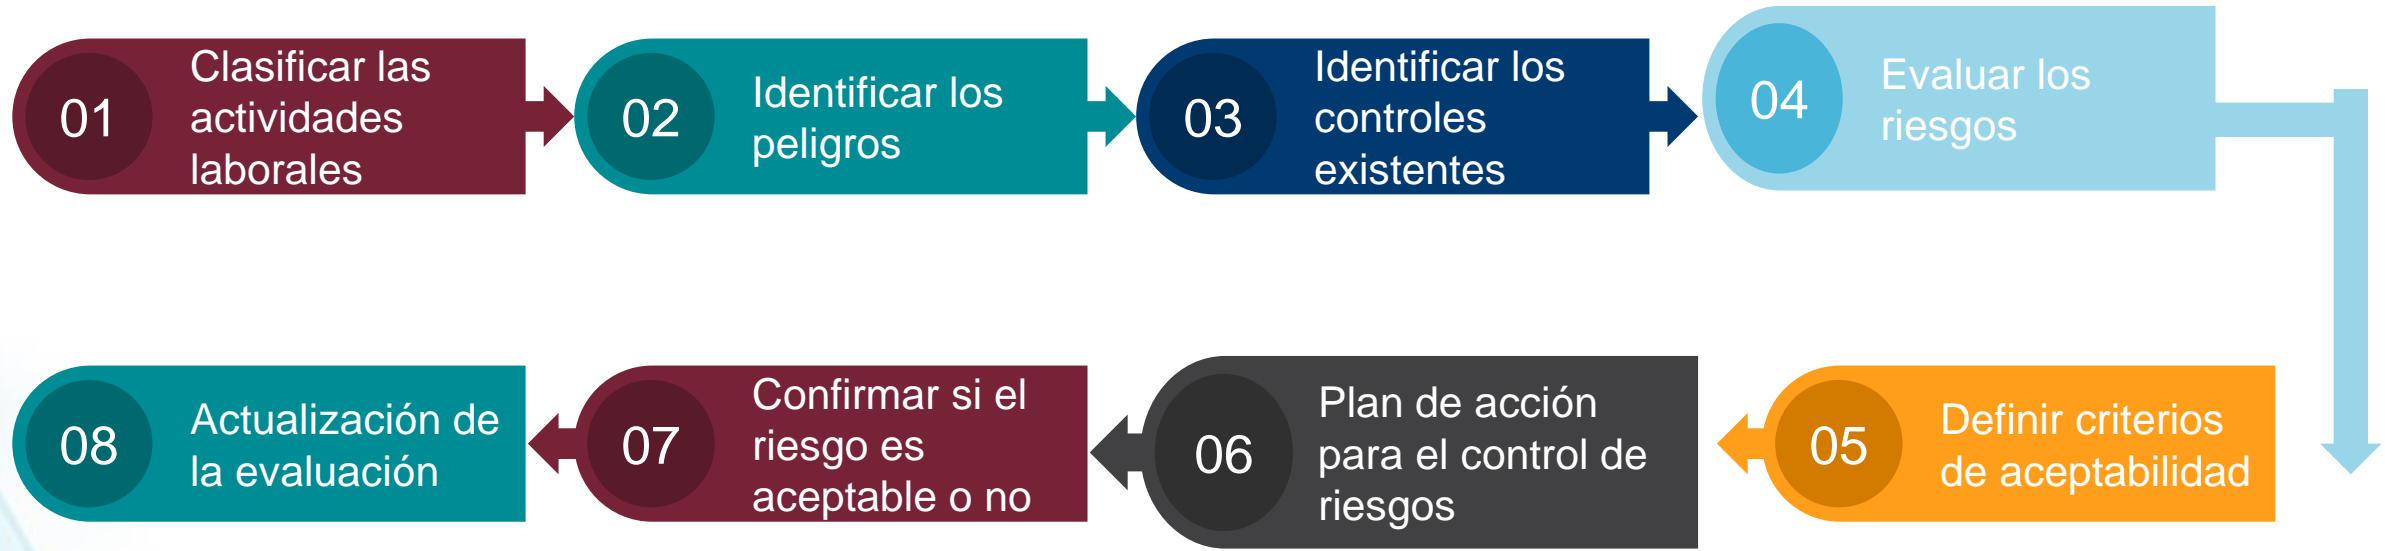 01
Clasificar las
actividades
laborales
02
Identificar los
peligros
03
Identificar los
controles
existentes
04
Evaluar los
riesgos
05
Definir criterios
de aceptabilidad
06
Plan de acción
para el control de
riesgos
07
Confirmar si el
riesgo es
aceptable o no
08
Actualización de
la evaluación